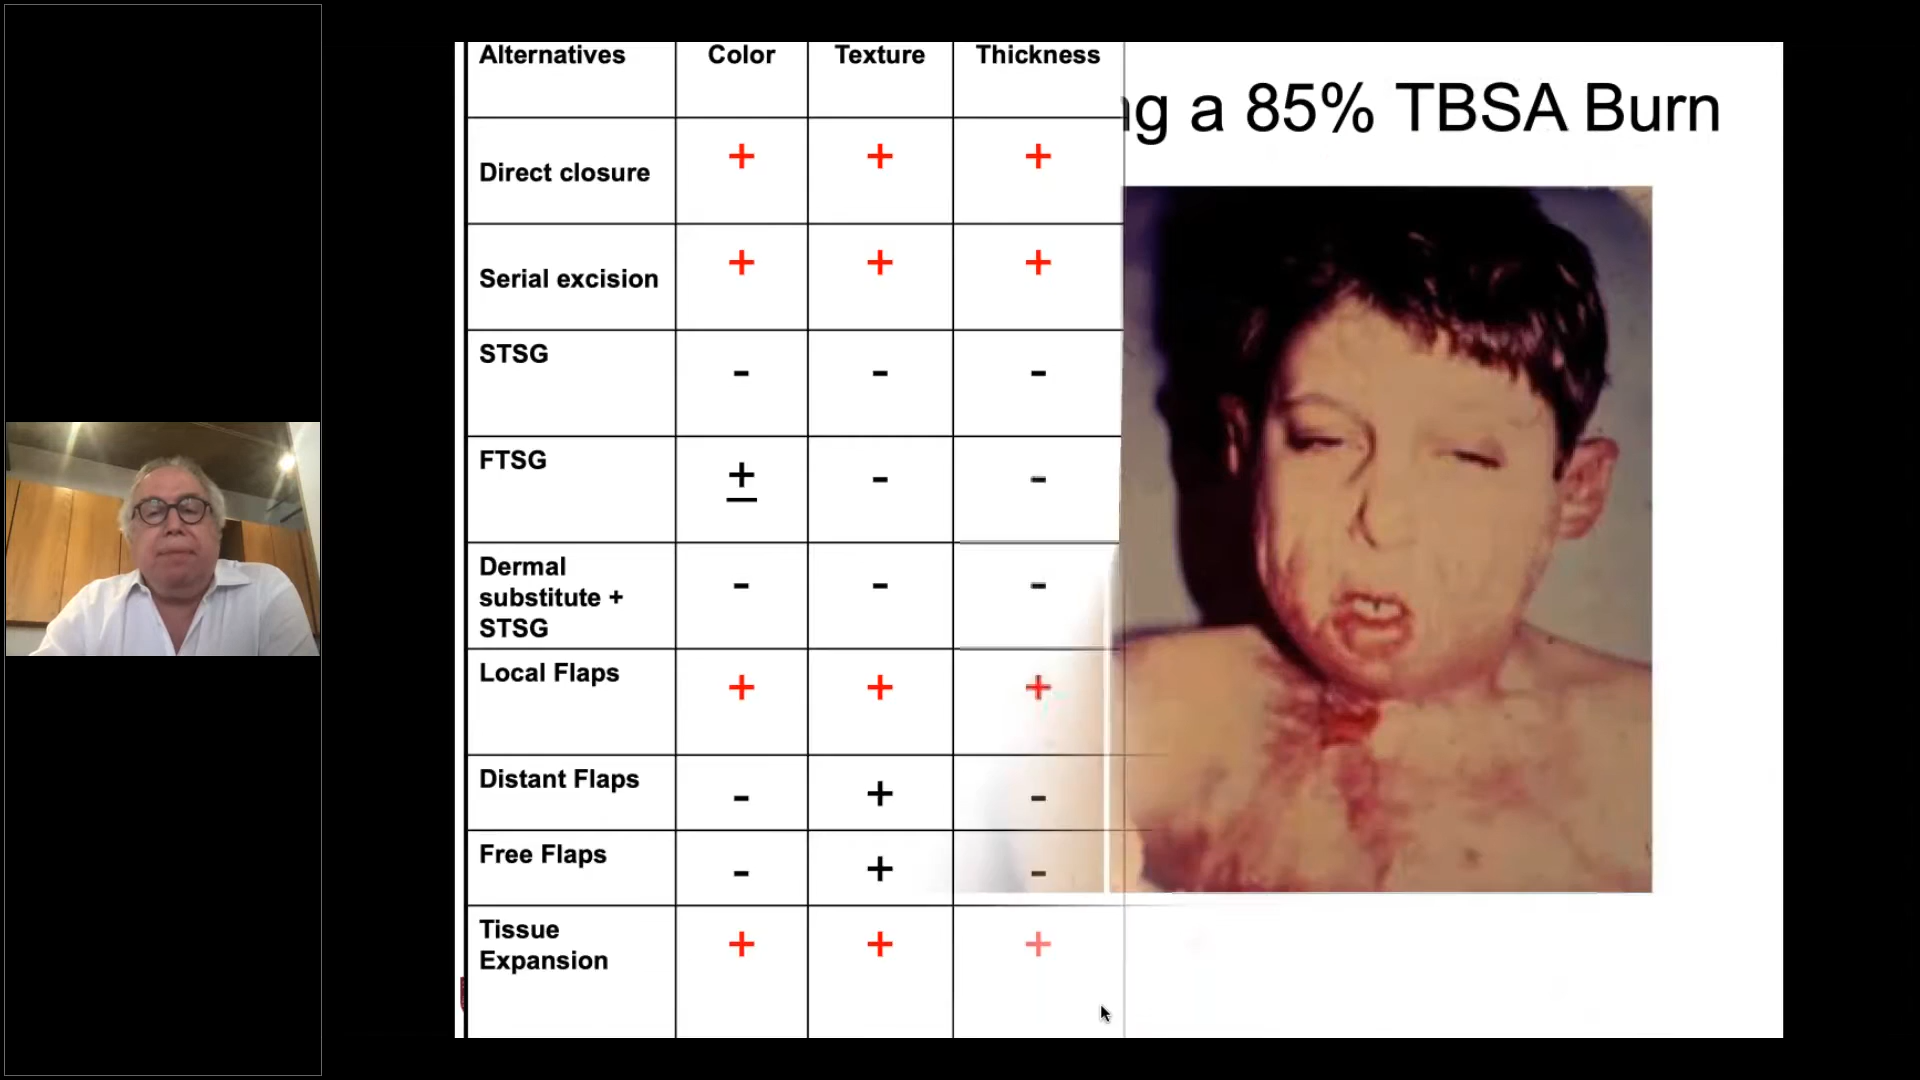 Alternatives Color Texture Thickness
ng a 85% TBSA Burn
Direct closure + + +
Serial excision + + +
STSG - - -
FTSG ± - -
Dermal
substitute + - - -
STSG
Local Flaps + + +
Distant Flaps - + -
Free Flaps - + -
Tissue + + +
Expansion